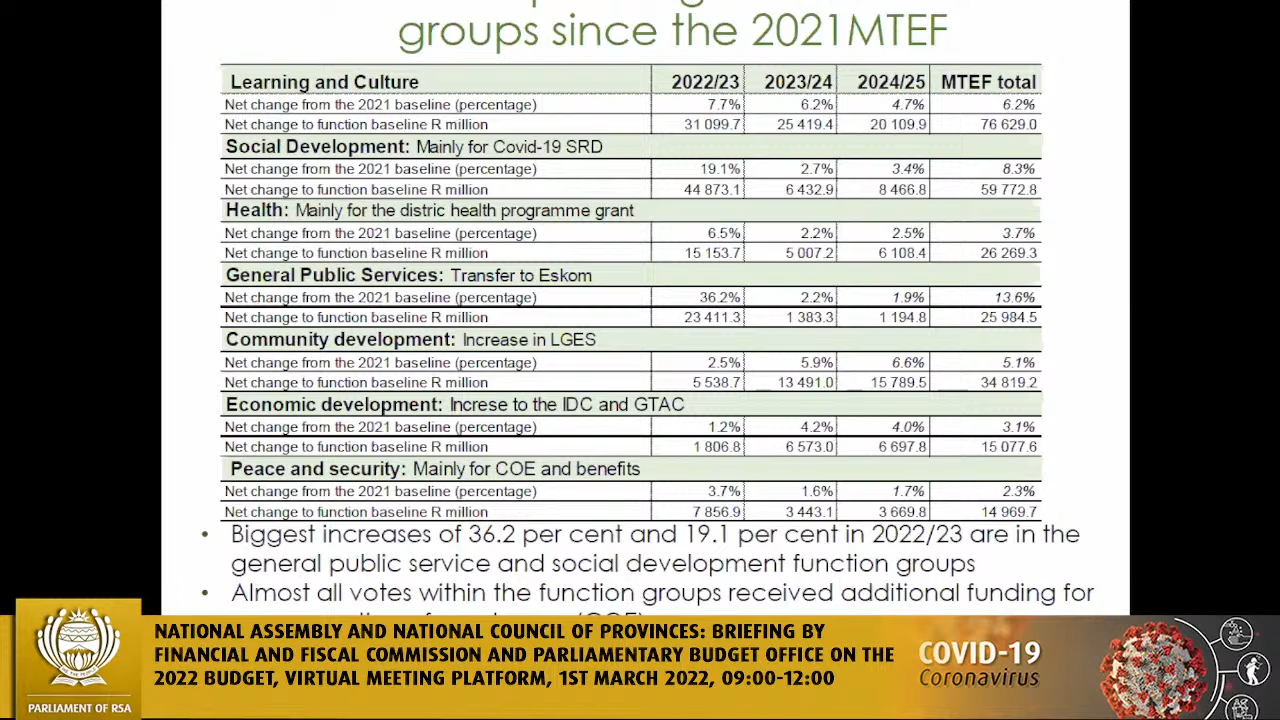 groups since the 2021MTEF
Learning and Culture 2022/23 2023/24 2024/25 MTEF total
Net change from the 2021 baseline (percentage) 7.7% 6.2% 4.7% 6.2%
Net change to function baseline R million 31 099.7 25 419.4 20 109.9 76 629.0
Social Development: Mainly for Covid-19 SRD
Net change from the 2021 baseline (percentage) 19.1% 2.7% 3.4% 8.3%
Net change to function baseline R million 44 873.1 6 432.9 8 466.8 59 772.8
Health: Mainly for the distric health programme grant
Net change from the 2021 baseline (percentage) 6.5% 2.2% 2.5% 3.7%
Net change to function baseline R million 15 153.7 5 007.2 6 108.4 26 269.3
General Public Services: Transfer to Eskom
Net change from the 2021 baseline (percentage) 36.2% 2.2% 1.9% 13.6%
Net change to function baseline R million 23 411.3 1 383.3 1 194.8 25 984.5
Community development: Increase in LGES
Net change from the 2021 baseline (percentage) 2.5% 5.9% 6.6% 5.1%
Net change to function baseline R million 5 538.7 13 491.0 15 789.5 34 819.2
Economic development: Increse to the IDC and GTAC
Net change from the 2021 baseline (percentage) 1.2% 4.2% 4.0% 3.1%
Net change to function baseline R million 1 806.8 6 573.0 6 697.8 15 077.6
Peace and security: Mainly for COE and benefits
Net change from the 2021 baseline (percentage) 3.7% 1.6% 1.7% 2.3%
Net change to function baseline R million 7 856.9 3 443.1 3 669.8 14 969.7
• Biggest increases of 36.2 per cent and 19.1 per cent in 2022/23 are in the
general public service and social development function groups
• Almost all votes within the function groups received additional funding for
NATIONAL ASSEMBLY AND NATIONAL COUNCIL OF PROVINCES: BRIEFING BY
FINANCIAL AND FISCAL COMMISSION AND PARLIAMENTARY BUDGET OFFICE ON THE
2022 BUDGET, VIRTUAL MEETING PLATFORM, 1ST MARCH 2022, 09:00-12:00
PARLIAMENT OF RSA
COVID-19
Coronavirus